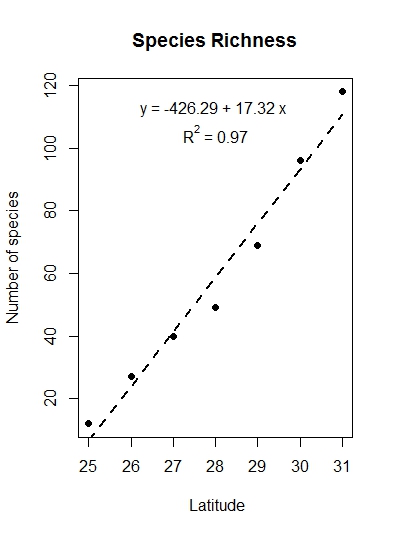 Species Richness
y = -426.29 + 17.32 x
R² = 0.97
Number of species
120
100
80
60
40
20
25 26 27 28 29 30 31
Latitude